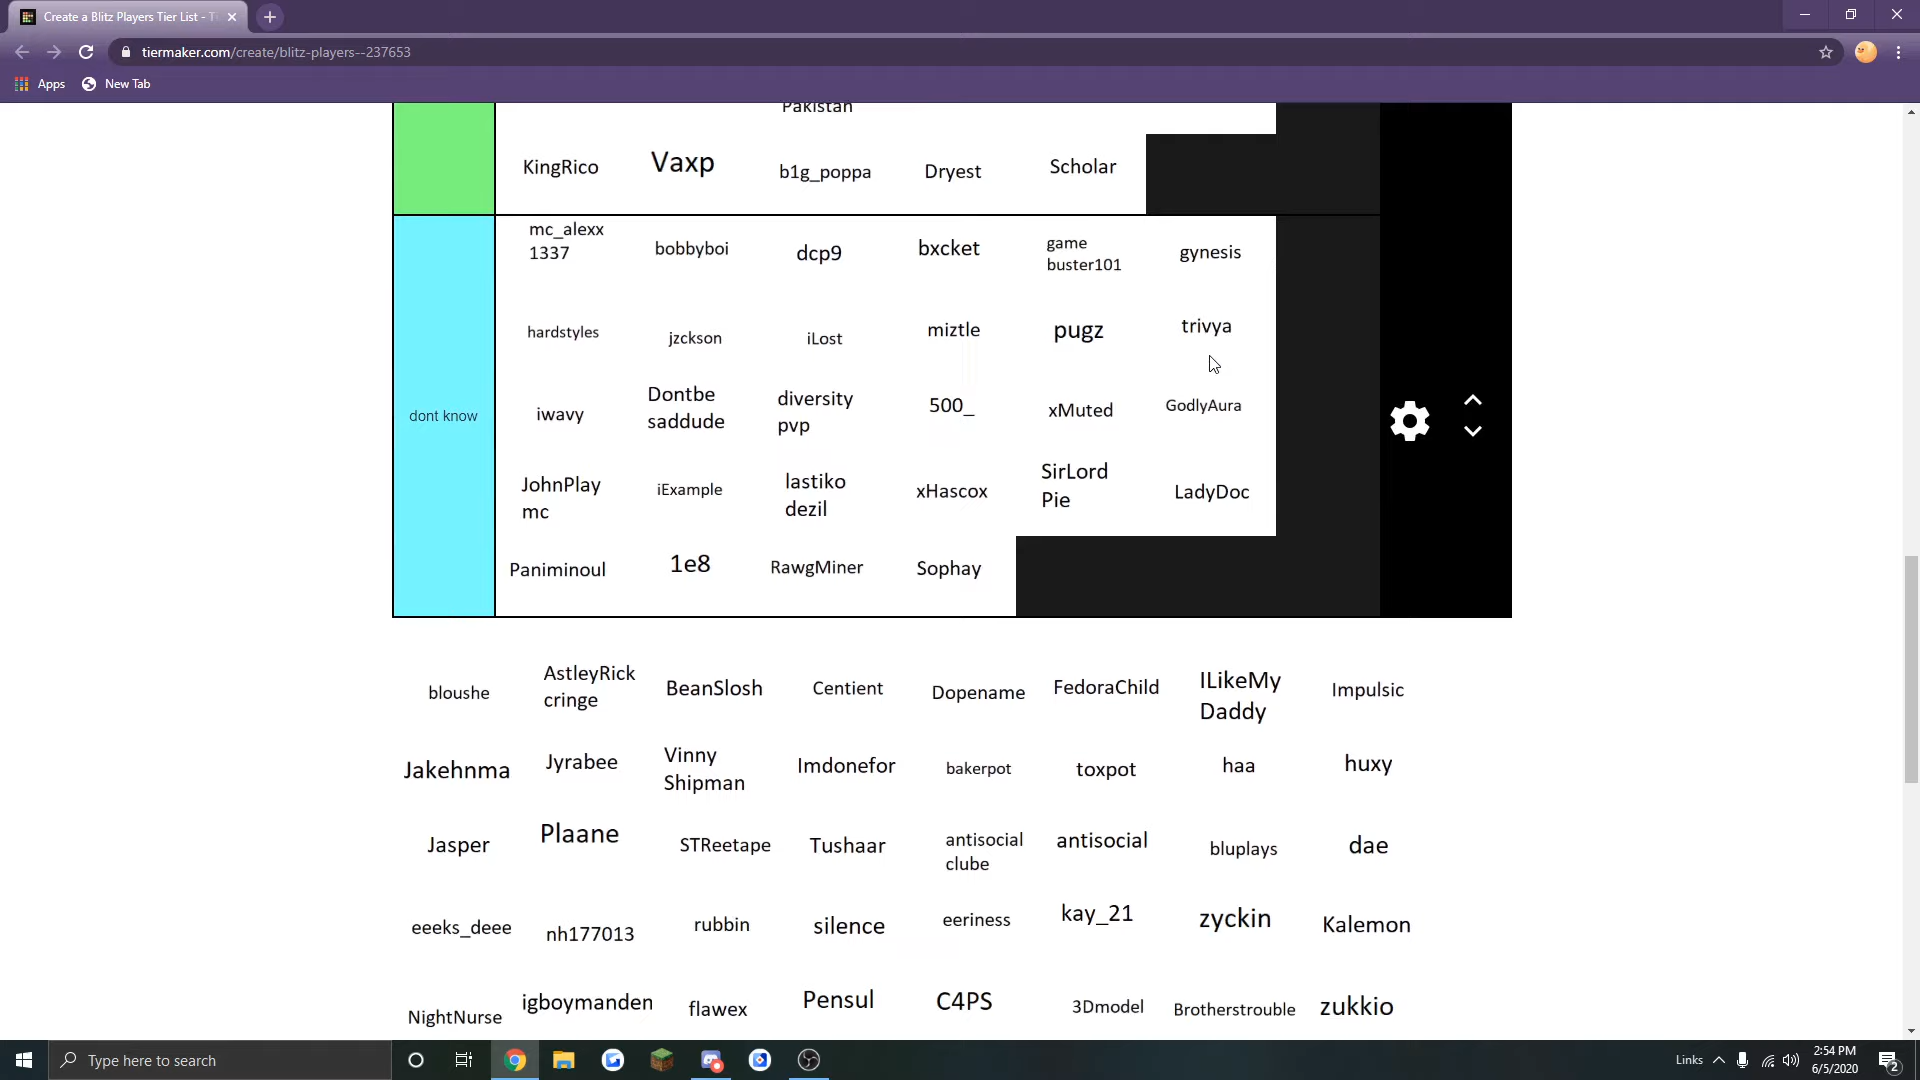 Create a Blitz Players Tier List - Ti
tiermaker.com/create/blitz-players--237653
Apps
New Tab
Pakistan
KingRico
Vaxp
b1g_poppa
Dryest
Scholar
dont know
mc_alexx
1337
bobbyboi
dcp9
bxcket
game
buster101
gynesis
hardstyles
jzckson
iLost
miztle
pugz
trivya
iwavy
Dontbe
saddude
diversity
pvp
500_
xMuted
GodlyAura
JohnPlay
mc
iExample
lastiko
dezil
xHascox
SirLord
Pie
LadyDoc
Paniminoul
1e8
RawgMiner
Sophay
bloushe
AstleyRick
cringe
BeanSlosh
Centient
Dopename
FedoraChild
ILikeMy
Daddy
Impulsic
Jakehnma
Jyrabee
Vinny
Shipman
Imdonefor
bakerpot
toxpot
haa
huxy
Jasper
Plaane
STReetape
Tushaar
antisocial
clube
antisocial
bluplays
dae
eeeks_deee
nh177013
rubbin
silence
eeriness
kay_21
zyckin
Kalemon
NightNurse
igboymanden
flawex
Pensul
C4PS
3Dmodel
Brotherstrouble
zukkio
Type here to search
Links
2:54 PM
6/5/2020
2